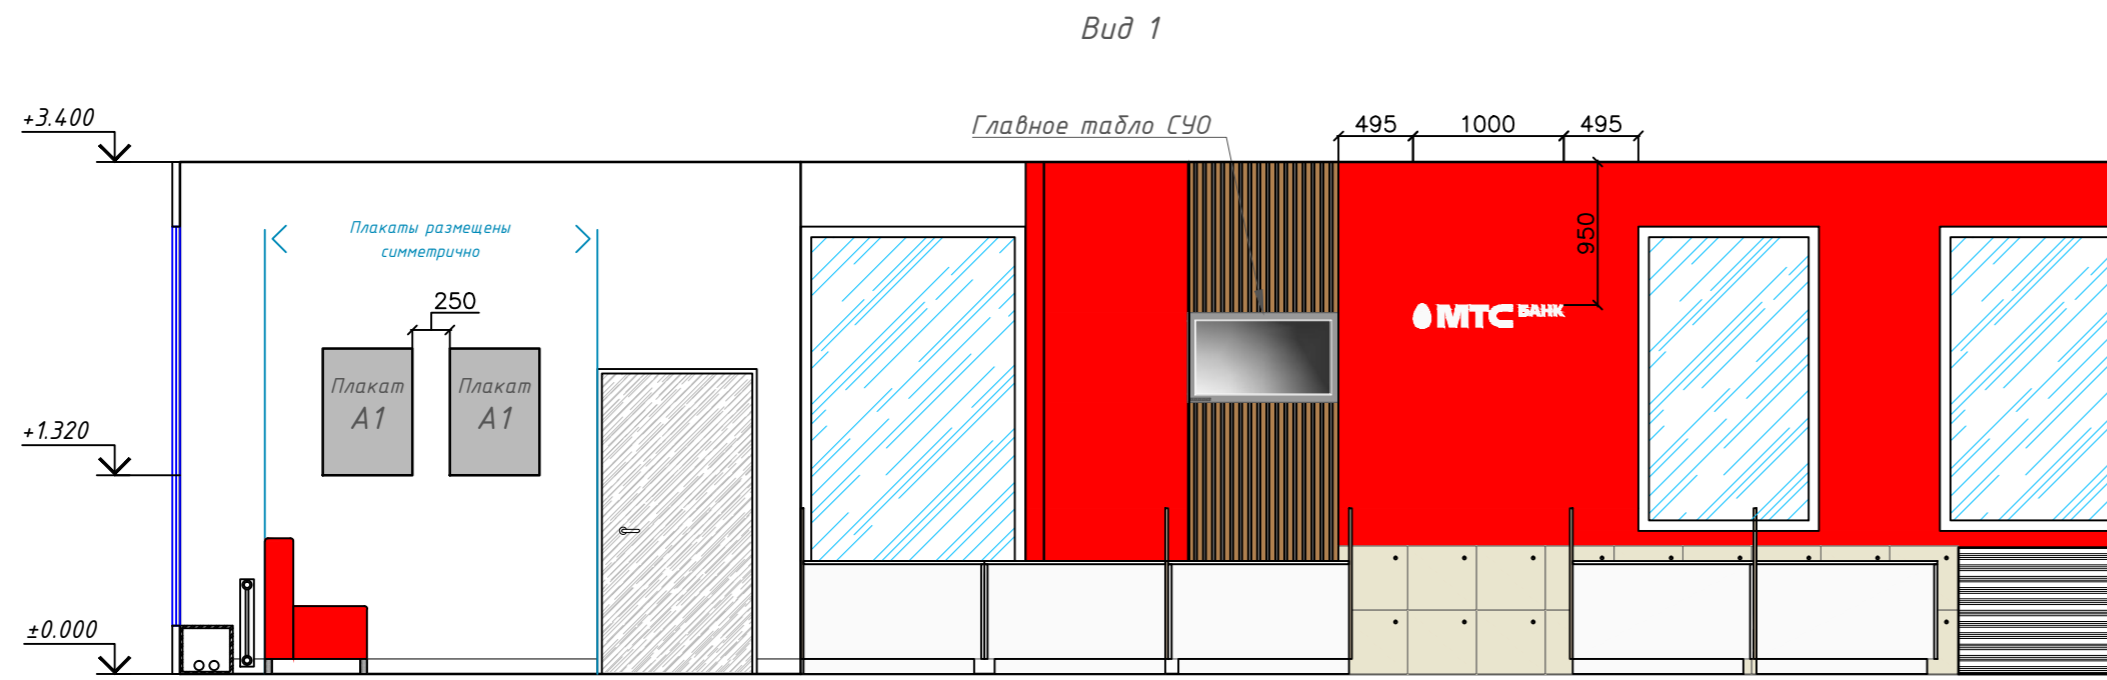 Вид 1
+3.400
Главное табло СУО
495
1000
495
Плакаты размещены
симметрично
950
250
МТС БАНК
Плакат
А1
Плакат
А1
+1.320
±0.000